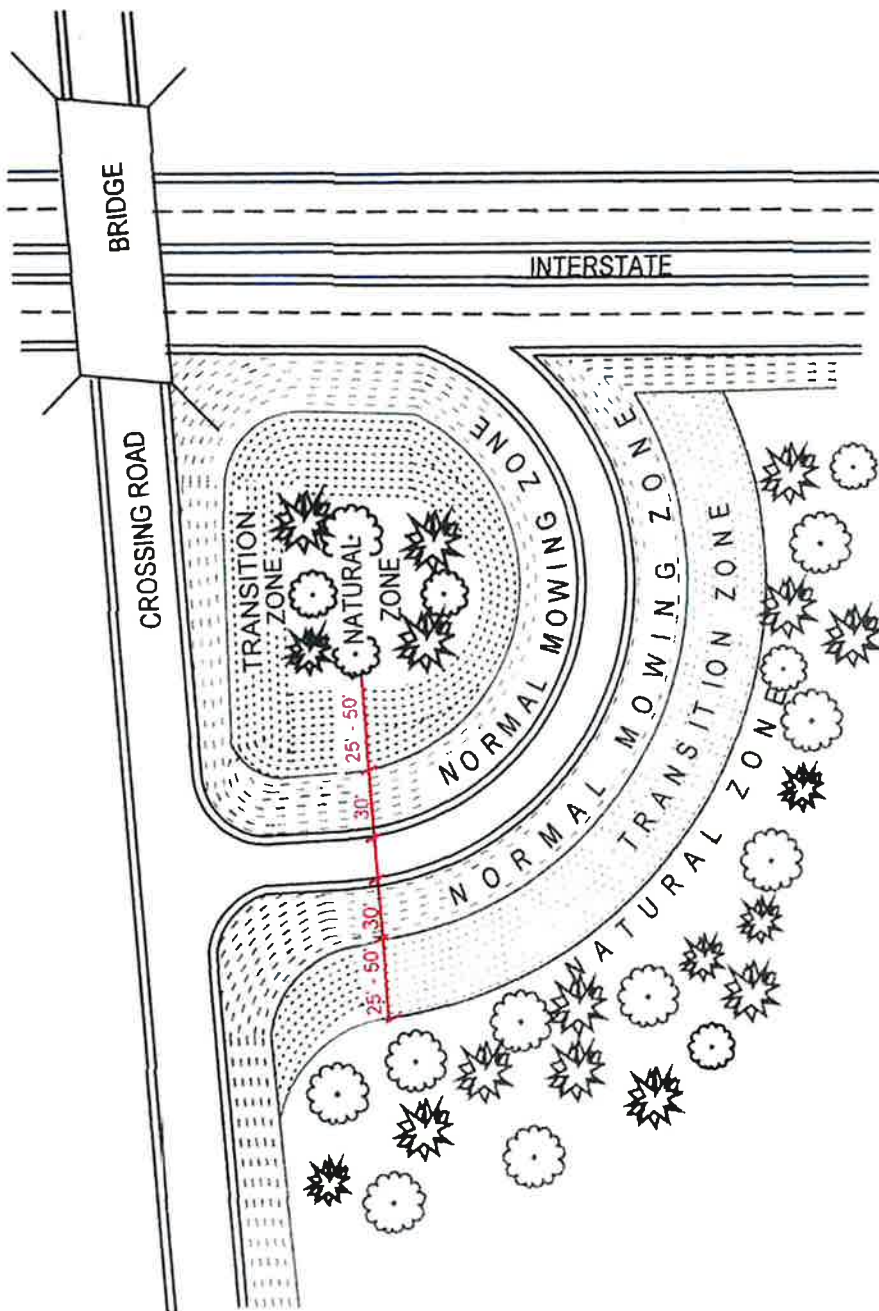 BRIDGE
INTERSTATE
CROSSING ROAD
TRANSITION
ZONE
NATURAL
ZONE
NORMAL MOWING ZONE
25' - 50'
30'
30'
25' - 50'
NORMAL MOWING ZONE
TRANSITION ZONE
NATURAL ZONE